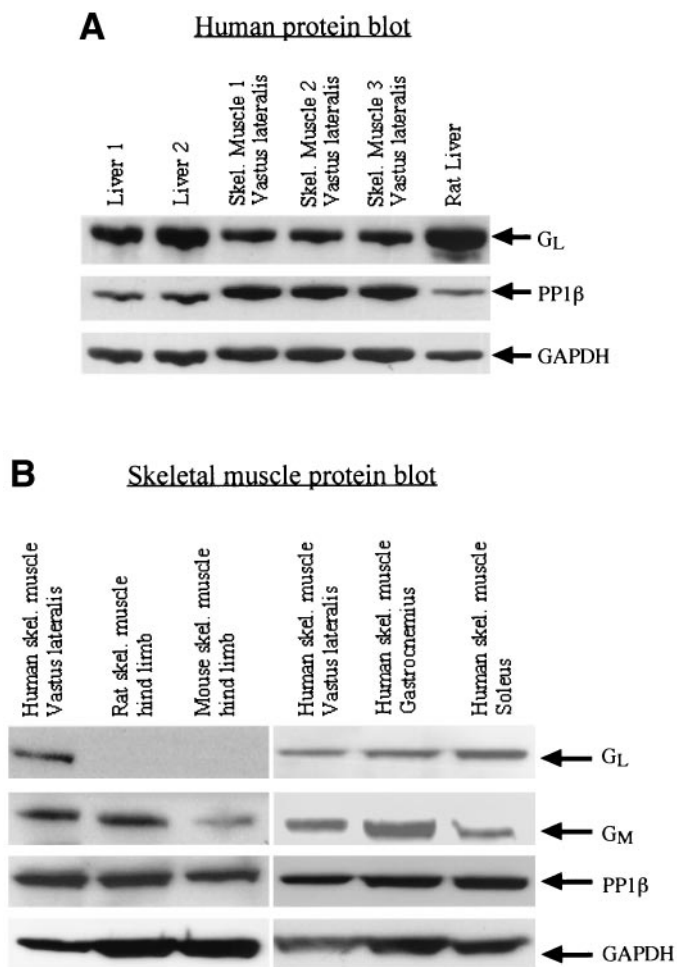 A
Human protein blot
Liver 1
Liver 2
Skel. Muscle 1
Vastus lateralis
Skel. Muscle 2
Vastus lateralis
Skel. Muscle 3
Vastus lateralis
Rat Liver
GL
PP1β
GAPDH
B
Skeletal muscle protein blot
Human skel. muscle
Vastus lateralis
Rat skel. muscle
hind limb
Mouse skel. muscle
hind limb
Human skel. muscle
Vastus lateralis
Human skel. muscle
Gastrocnemius
Human skel. muscle
Soleus
GL
GM
PP1β
GAPDH